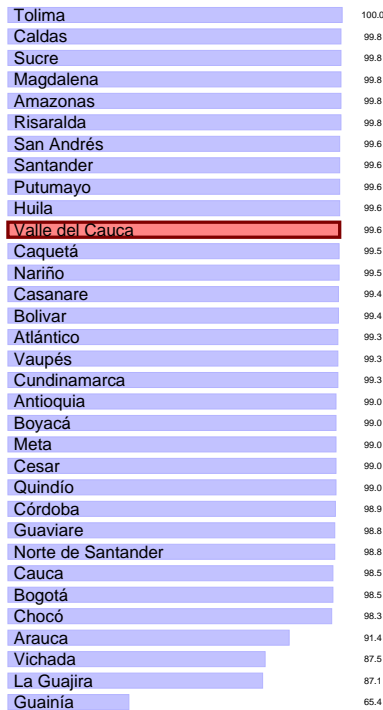 Tolima 100.0
Caldas 99.8
Sucre 99.8
Magdalena 99.8
Amazonas 99.8
Risaralda 99.8
San Andrés 99.6
Santander 99.6
Putumayo 99.6
Huila 99.6
Valle del Cauca 99.6
Caquetá 99.5
Nariño 99.5
Casanare 99.4
Bolivar 99.4
Atlántico 99.3
Vaupés 99.3
Cundinamarca 99.3
Antioquia 99.0
Boyacá 99.0
Meta 99.0
Cesar 99.0
Quindío 99.0
Córdoba 98.9
Guaviare 98.8
Norte de Santander 98.8
Cauca 98.5
Bogotá 98.5
Chocó 98.3
Arauca 91.4
Vichada 87.5
La Guajira 87.1
Guainía 65.4